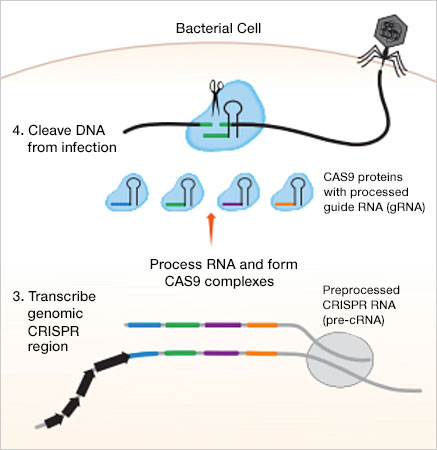 Bacterial Cell
4. Cleave DNA
from infection
CAS9 proteins
with processed
guide RNA (gRNA)
Process RNA and form
CAS9 complexes
3. Transcribe
genomic
CRISPR
region
Preprocessed
CRISPR RNA
(pre-cRNA)